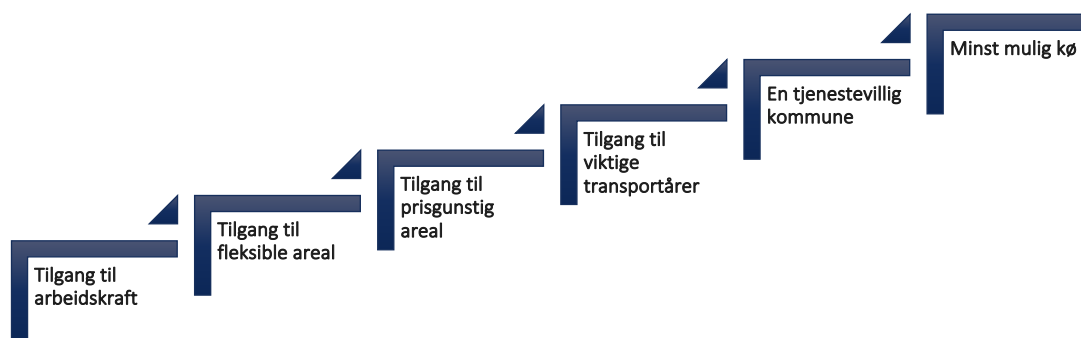 Tilgang til
arbeidskraft
Tilgang til
fleksible areal
Tilgang til
prisgunstig
areal
Tilgang til
viktige
transportårer
En tjenestevillig
kommune
Minst mulig kø